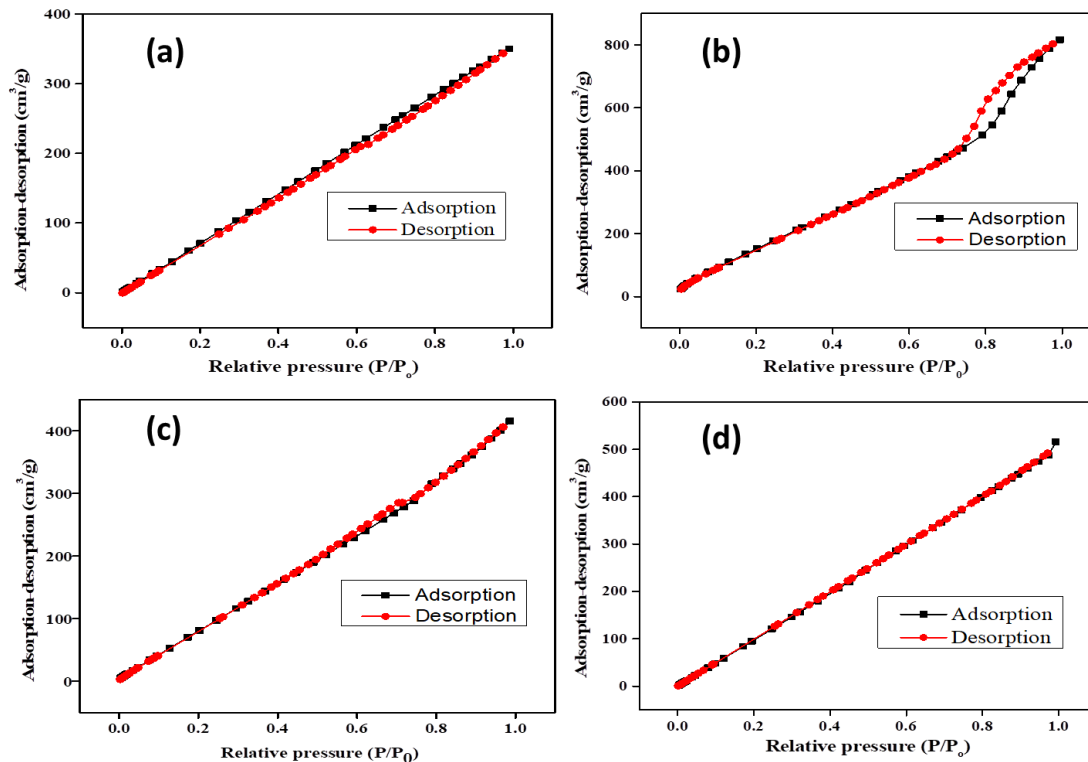 (a)
Adsorption-desorption (cm³/g)
400
300
200
100
0
Adsorption
Desorption
0.0 0.2 0.4 0.6 0.8 1.0
Relative pressure (P/Pₒ)
(b)
Adsorption-desorption (cm³/g)
800
600
400
200
0
Adsorption
Desorption
0.0 0.2 0.4 0.6 0.8 1.0
Relative pressure (P/P₀)
(c)
Adsorption-desorption (cm³/g)
400
300
200
100
0
Adsorption
Desorption
0.0 0.2 0.4 0.6 0.8 1.0
Relative pressure (P/P0)
(d)
Adsorption-desorption (cm³/g)
600
500
400
300
200
100
0
Adsorption
Desorption
0.0 0.2 0.4 0.6 0.8 1.0
Relative pressure (P/Pₒ)